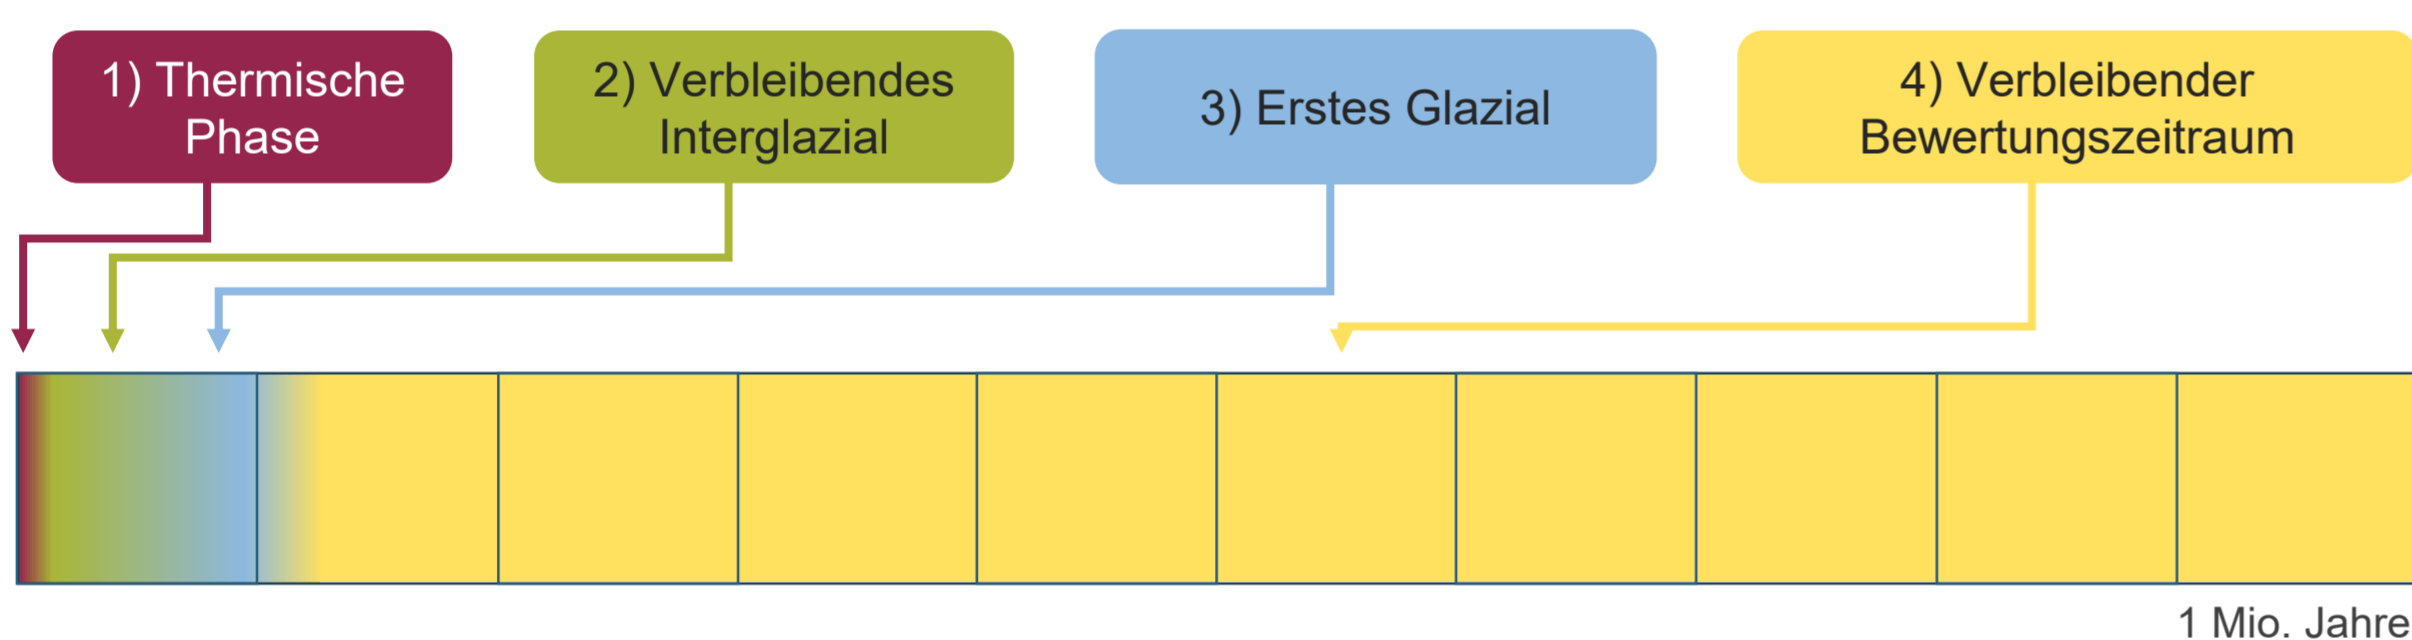 1) Thermische
Phase
2) Verbleibendes
Interglazial
3) Erstes Glazial
4) Verbleibender
Bewertungszeitraum
1 Mio. Jahre